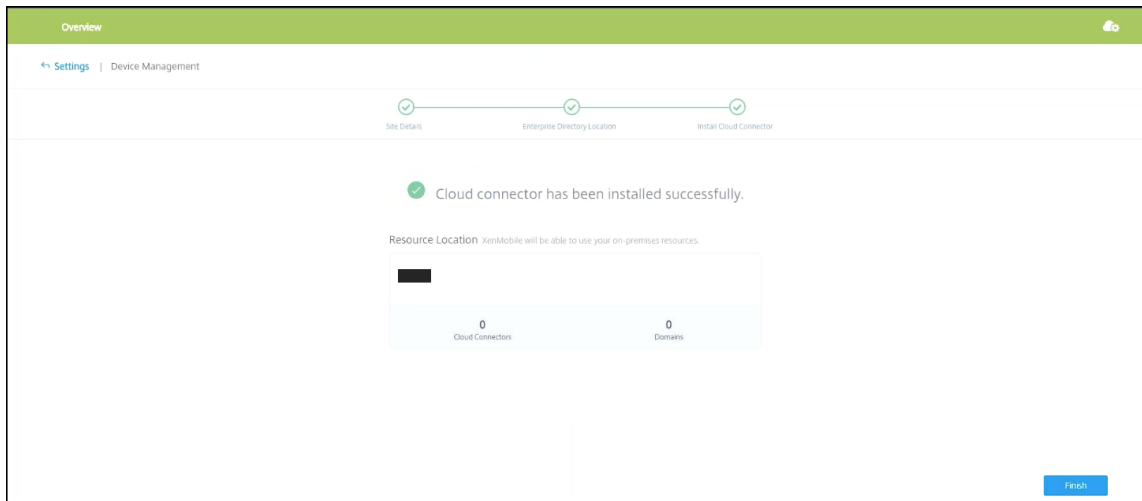 Overview
Settings | Device Management
Site Details Enterprise Directory Location Install Cloud Connector
Cloud connector has been installed successfully.
Resource Location XenMobile will be able to use your on-premises resources.
0 0
Cloud Connectors Domains
Finish